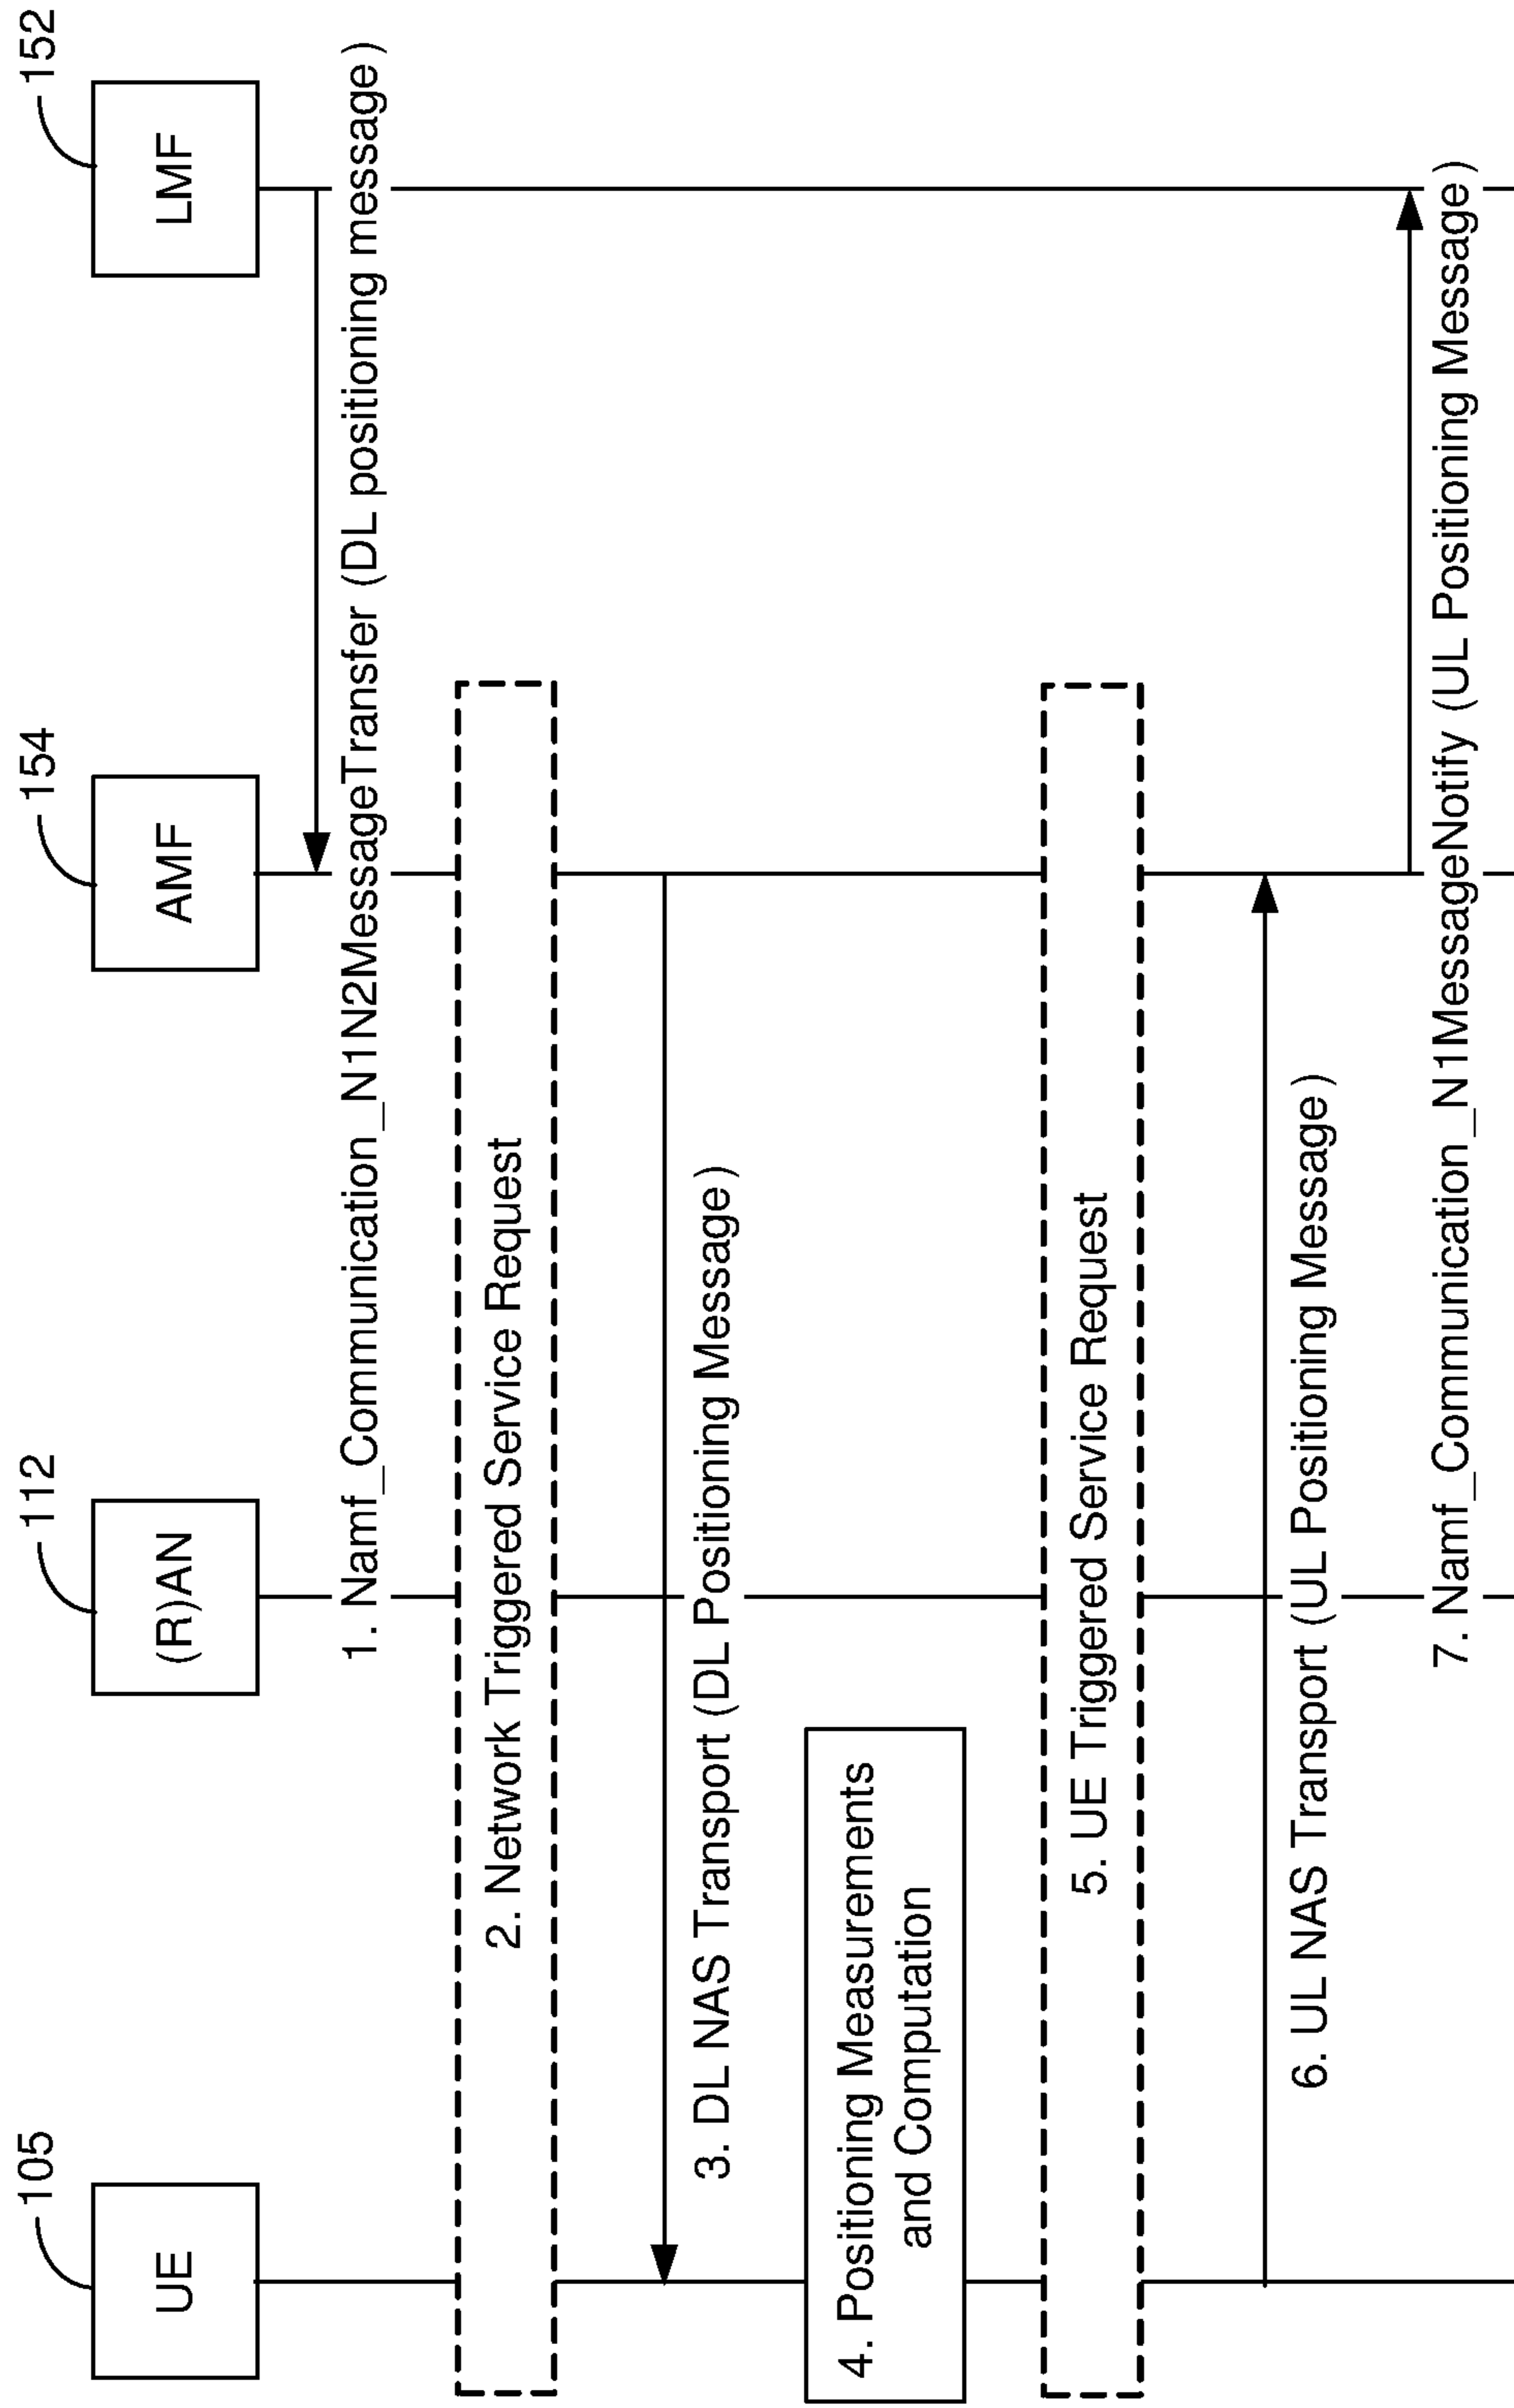 105
112
154
152
UE
(R)AN
AMF
LMF
1. Namf_Communication_N1N2MessageTransfer (DL positioning message)
2. Network Triggered Service Request
3. DL NAS Transport (DL Positioning Message)
4. Positioning Measurements
and Computation
5. UE Triggered Service Request
6. UL NAS Transport (UL Positioning Message)
7. Namf_Communication_N1MessageNotify (UL Positioning Message)